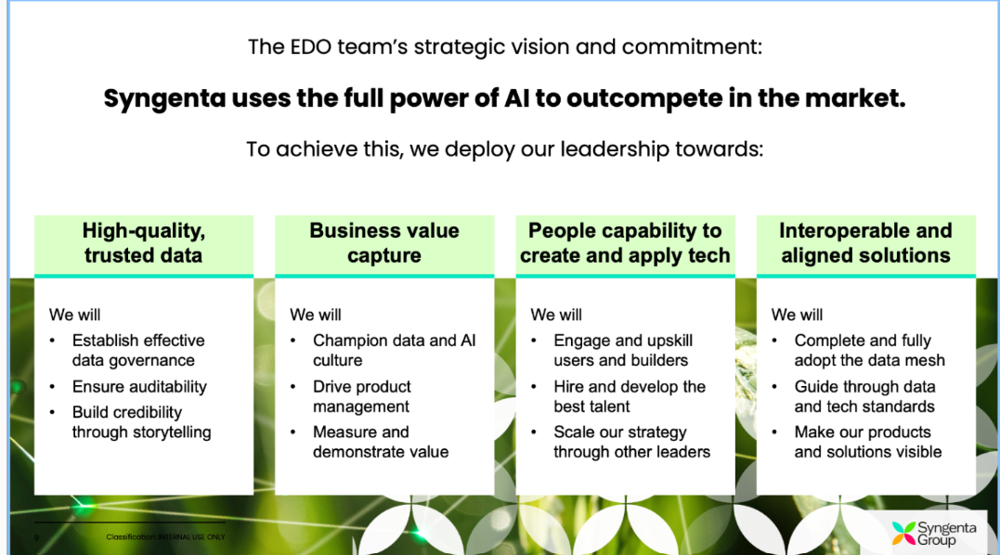 The EDO team’s strategic vision and commitment:
Syngenta uses the full power of AI to outcompete in the market.
To achieve this, we deploy our leadership towards:
High-quality,
trusted data
We will
• Establish effective
data governance
• Ensure auditability
• Build credibility
through storytelling
Business value
capture
We will
• Champion data and AI
culture
• Drive product
management
• Measure and
demonstrate value
People capability to
create and apply tech
We will
• Engage and upskill
users and builders
• Hire and develop the
best talent
• Scale our strategy
through other leaders
Interoperable and
aligned solutions
We will
• Complete and fully
adopt the data mesh
• Guide through data
and tech standards
• Make our products
and solutions visible
9
Classification: INTERNAL USE ONLY
Syngenta
Group